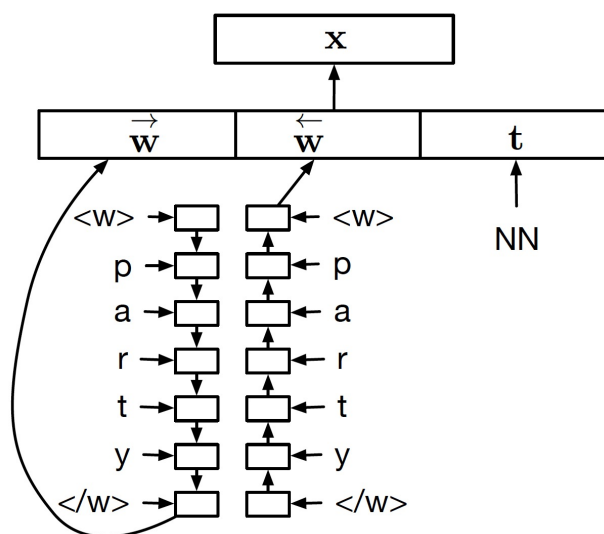 x
→w ←w t
<w> <w>
NN
p p
a a
r r
t t
y y
</w> </w>